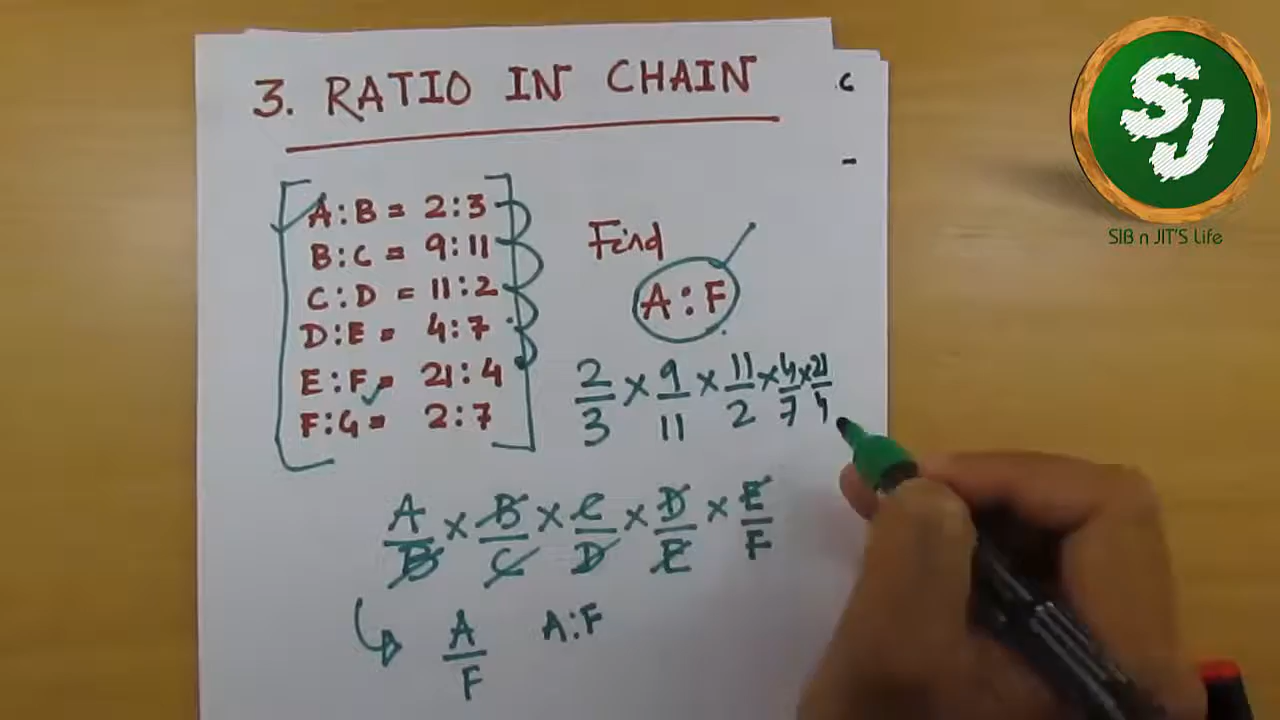 3. RATIO IN CHAIN
A:B = 2:3
B:C = 9:11
C:D = 11:2
D:E = 4:7
E:F = 21:4
F:G = 2:7
Find
A:F
2/3 × 9/11 × 11/2 × 4/7 × 21/4
A/B × B/C × C/D × D/E × E/F
A/F A:F
SJ
SIB n JIT'S Life